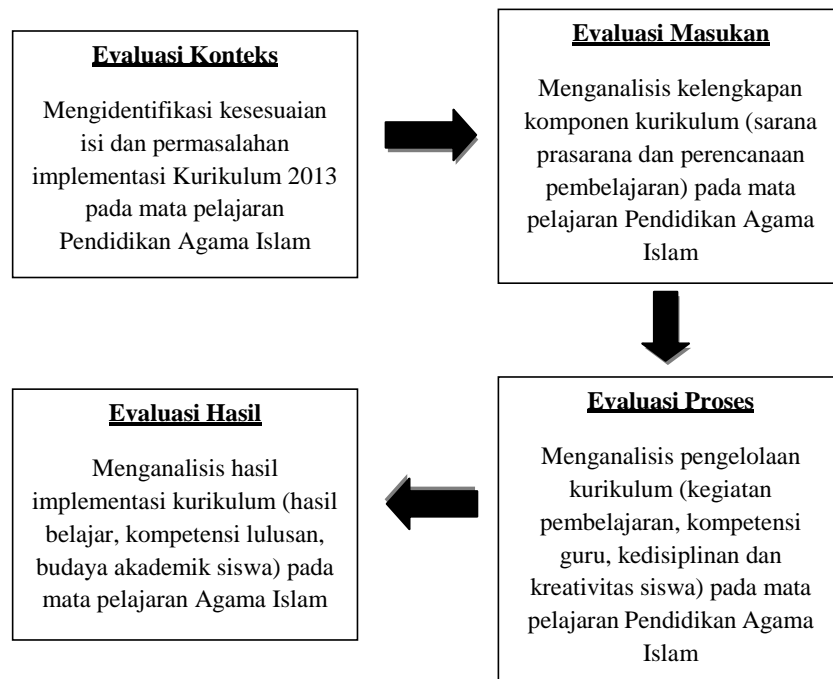 Evaluasi Konteks
Mengidentifikasi kesesuaian
isi dan permasalahan
implementasi Kurikulum 2013
pada mata pelajaran
Pendidikan Agama Islam
Evaluasi Masukan
Menganalisis kelengkapan
komponen kurikulum (sarana
prasarana dan perencanaan
pembelajaran) pada mata
pelajaran Pendidikan Agama
Islam
Evaluasi Proses
Menganalisis pengelolaan
kurikulum (kegiatan
pembelajaran, kompetensi
guru, kedisiplinan dan
kreativitas siswa) pada mata
pelajaran Pendidikan Agama
Islam
Evaluasi Hasil
Menganalisis hasil
implementasi kurikulum (hasil
belajar, kompetensi lulusan,
budaya akademik siswa) pada
mata pelajaran Agama Islam